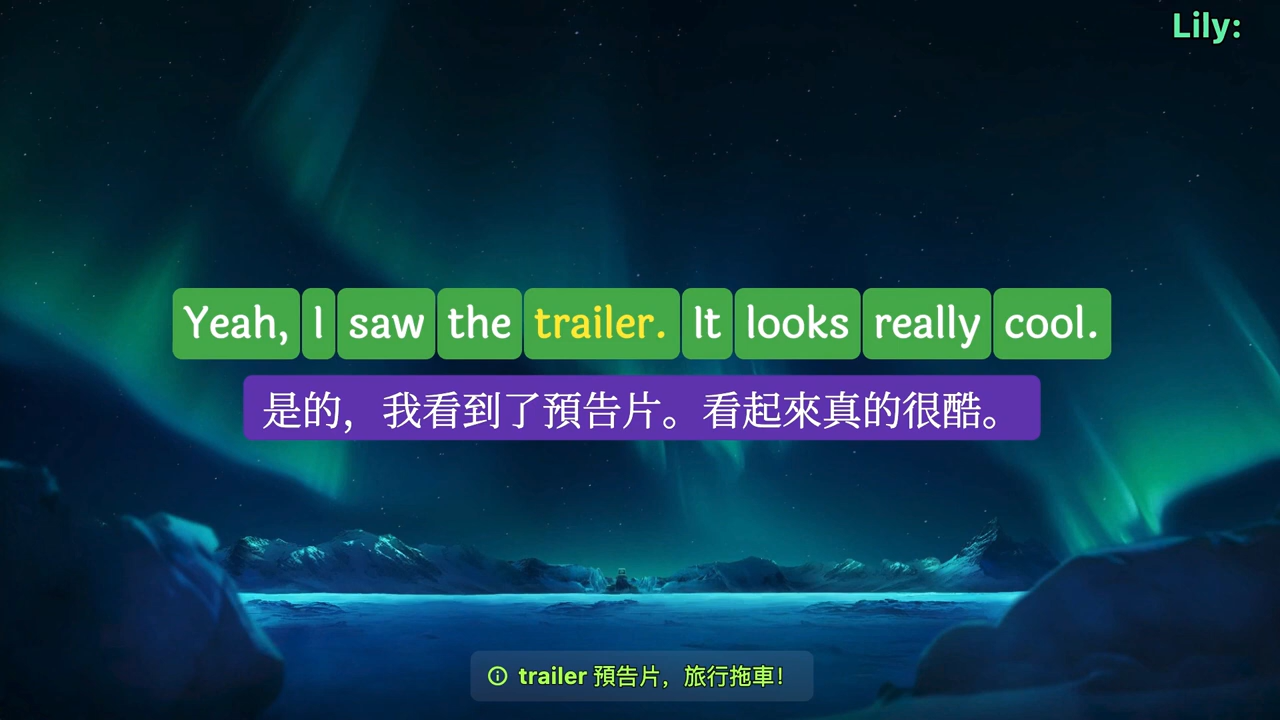 Lily:
Yeah, I saw the trailer. It looks really cool.
是的，我看到了預告片。看起來真的很酷。
trailer 預告片，旅行拖車！